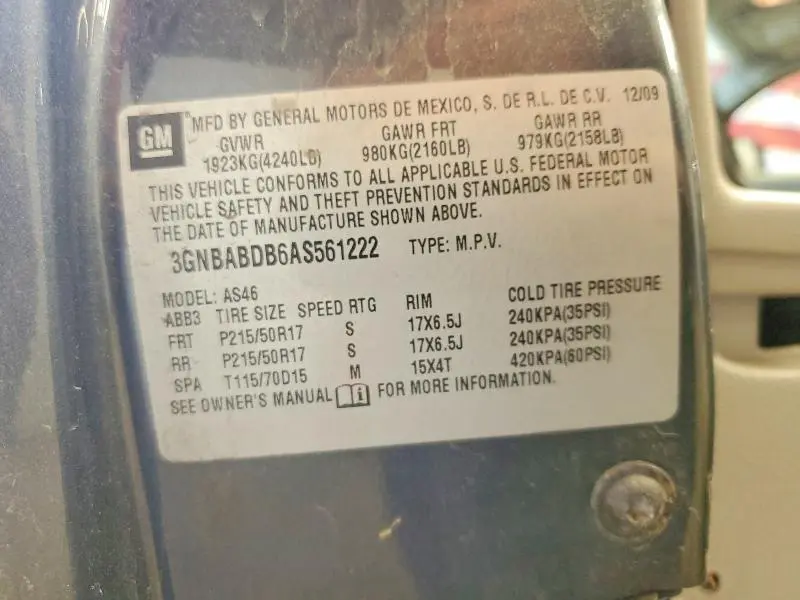 GM
MFD BY GENERAL MOTORS DE MEXICO, S. DE R.L. DE C.V. 12/09
GVWR GAWR FRT GAWR RR
1923KG(4240LB) 980KG(2160LB) 979KG(2158LB)
THIS VEHICLE CONFORMS TO ALL APPLICABLE U.S. FEDERAL MOTOR
VEHICLE SAFETY AND THEFT PREVENTION STANDARDS IN EFFECT ON
THE DATE OF MANUFACTURE SHOWN ABOVE.
3GNBABDB6AS561222 TYPE: M.P.V.
MODEL: AS46
ABB3 TIRE SIZE SPEED RTG RIM COLD TIRE PRESSURE
FRT P215/50R17 S 17X6.5J 240KPA(35PSI)
RR P215/50R17 S 17X6.5J 240KPA(35PSI)
SPA T115/70D15 M 15X4T 420KPA(60PSI)
SEE OWNER'S MANUAL i FOR MORE INFORMATION.